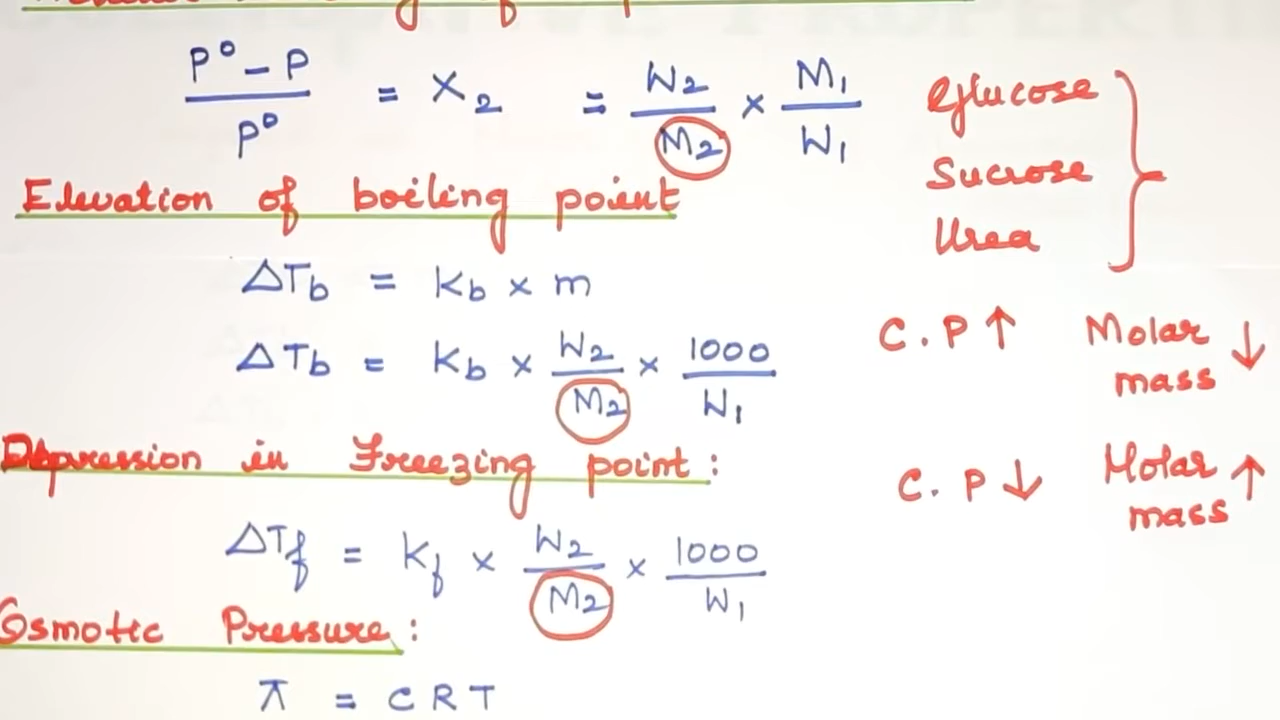 P° - P / P° = X₂ = W₂/M₂ × M₁/W₁
Elevation of boiling point
ΔTb = Kb × m
ΔTb = Kb × W₂/M₂ × 1000/W₁
Depression in Freezing point :
ΔTf = Kf × W₂/M₂ × 1000/W₁
Osmotic Pressure :
π = CRT
Glucose
Sucrose
Urea
C.P ↑ Molar mass ↓
C.P ↓ Molar mass ↑